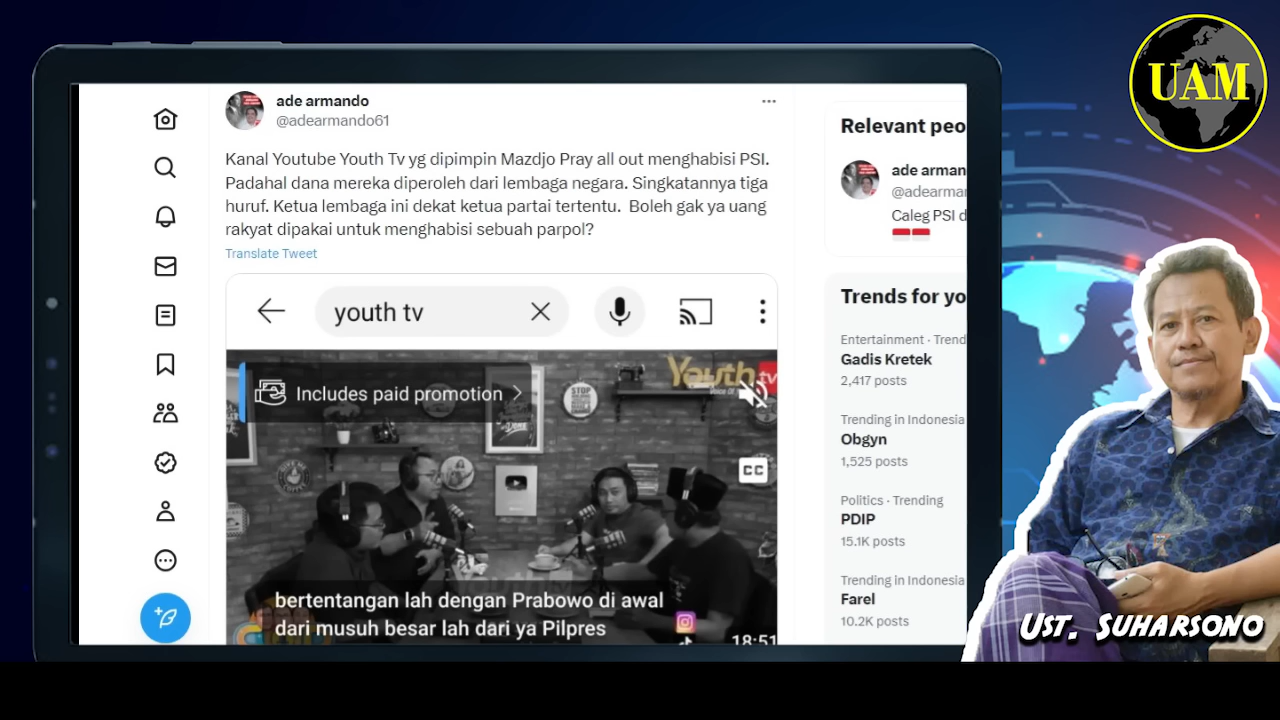 UAM
ade armando
@adearmando61
Kanal Youtube Youth Tv yg dipimpin Mazdjo Pray all out menghabisi PSI.
Padahal dana mereka diperoleh dari lembaga negara. Singkatannya tiga
huruf. Ketua lembaga ini dekat ketua partai tertentu.  Boleh gak ya uang
rakyat dipakai untuk menghabisi sebuah parpol?
Translate Tweet
youth tv
Includes paid promotion
Youth tv
STOP
CC
bertentangan lah dengan Prabowo di awal
dari musuh besar lah dari ya Pilpres
18:51
Relevant peo
ade arman
@adearma
Caleg PSI d
Trends for yo
Entertainment · Trend
Gadis Kretek
2,417 posts
Trending in Indonesia
Obgyn
1,525 posts
Politics · Trending
PDIP
15.1K posts
Trending in Indonesia
Farel
10.2K posts
UST. SUHARSONO